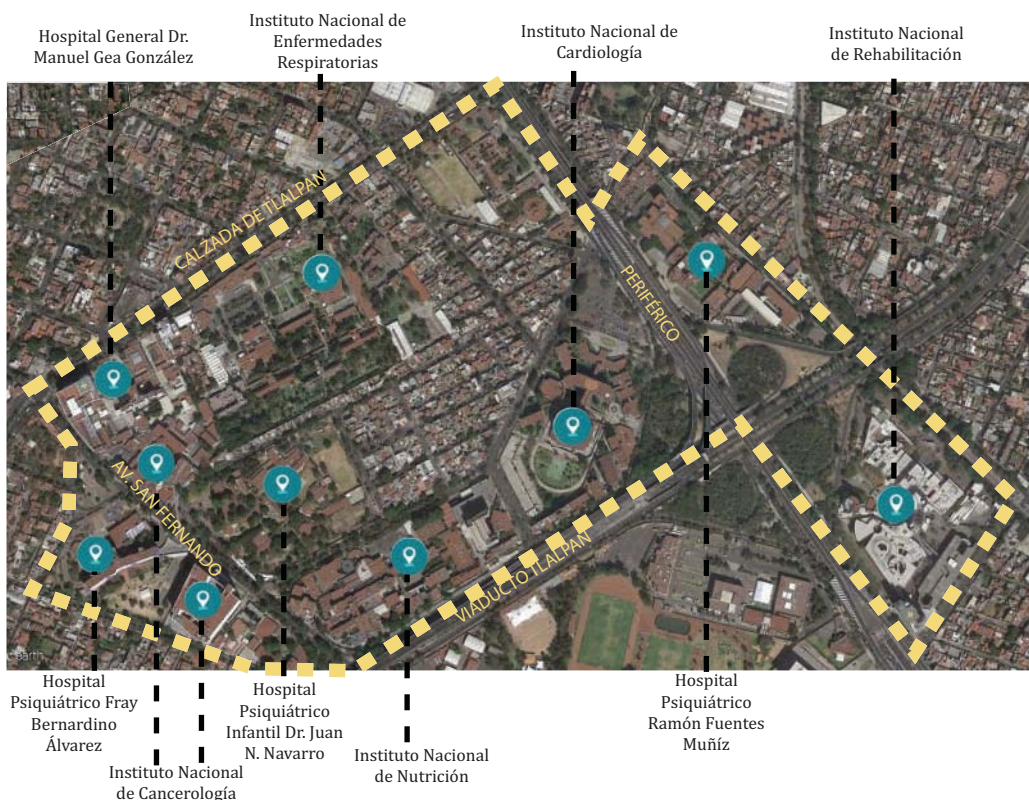 Hospital General Dr.
Manuel Gea González
Instituto Nacional de
Enfermedades
Respiratorias
Instituto Nacional de
Cardiología
Instituto Nacional
de Rehabilitación
CALZADA DE TLALPAN
PERIFÉRICO
AV. SAN FERNANDO
VIADUCTO TLALPAN
earth
Hospital
Psiquiátrico Fray
Bernardino
Álvarez
Instituto Nacional
de Cancerología
Hospital
Psiquiátrico
Infantil Dr. Juan
N. Navarro
Instituto Nacional
de Nutrición
Hospital
Psiquiátrico
Ramón Fuentes
Muñíz